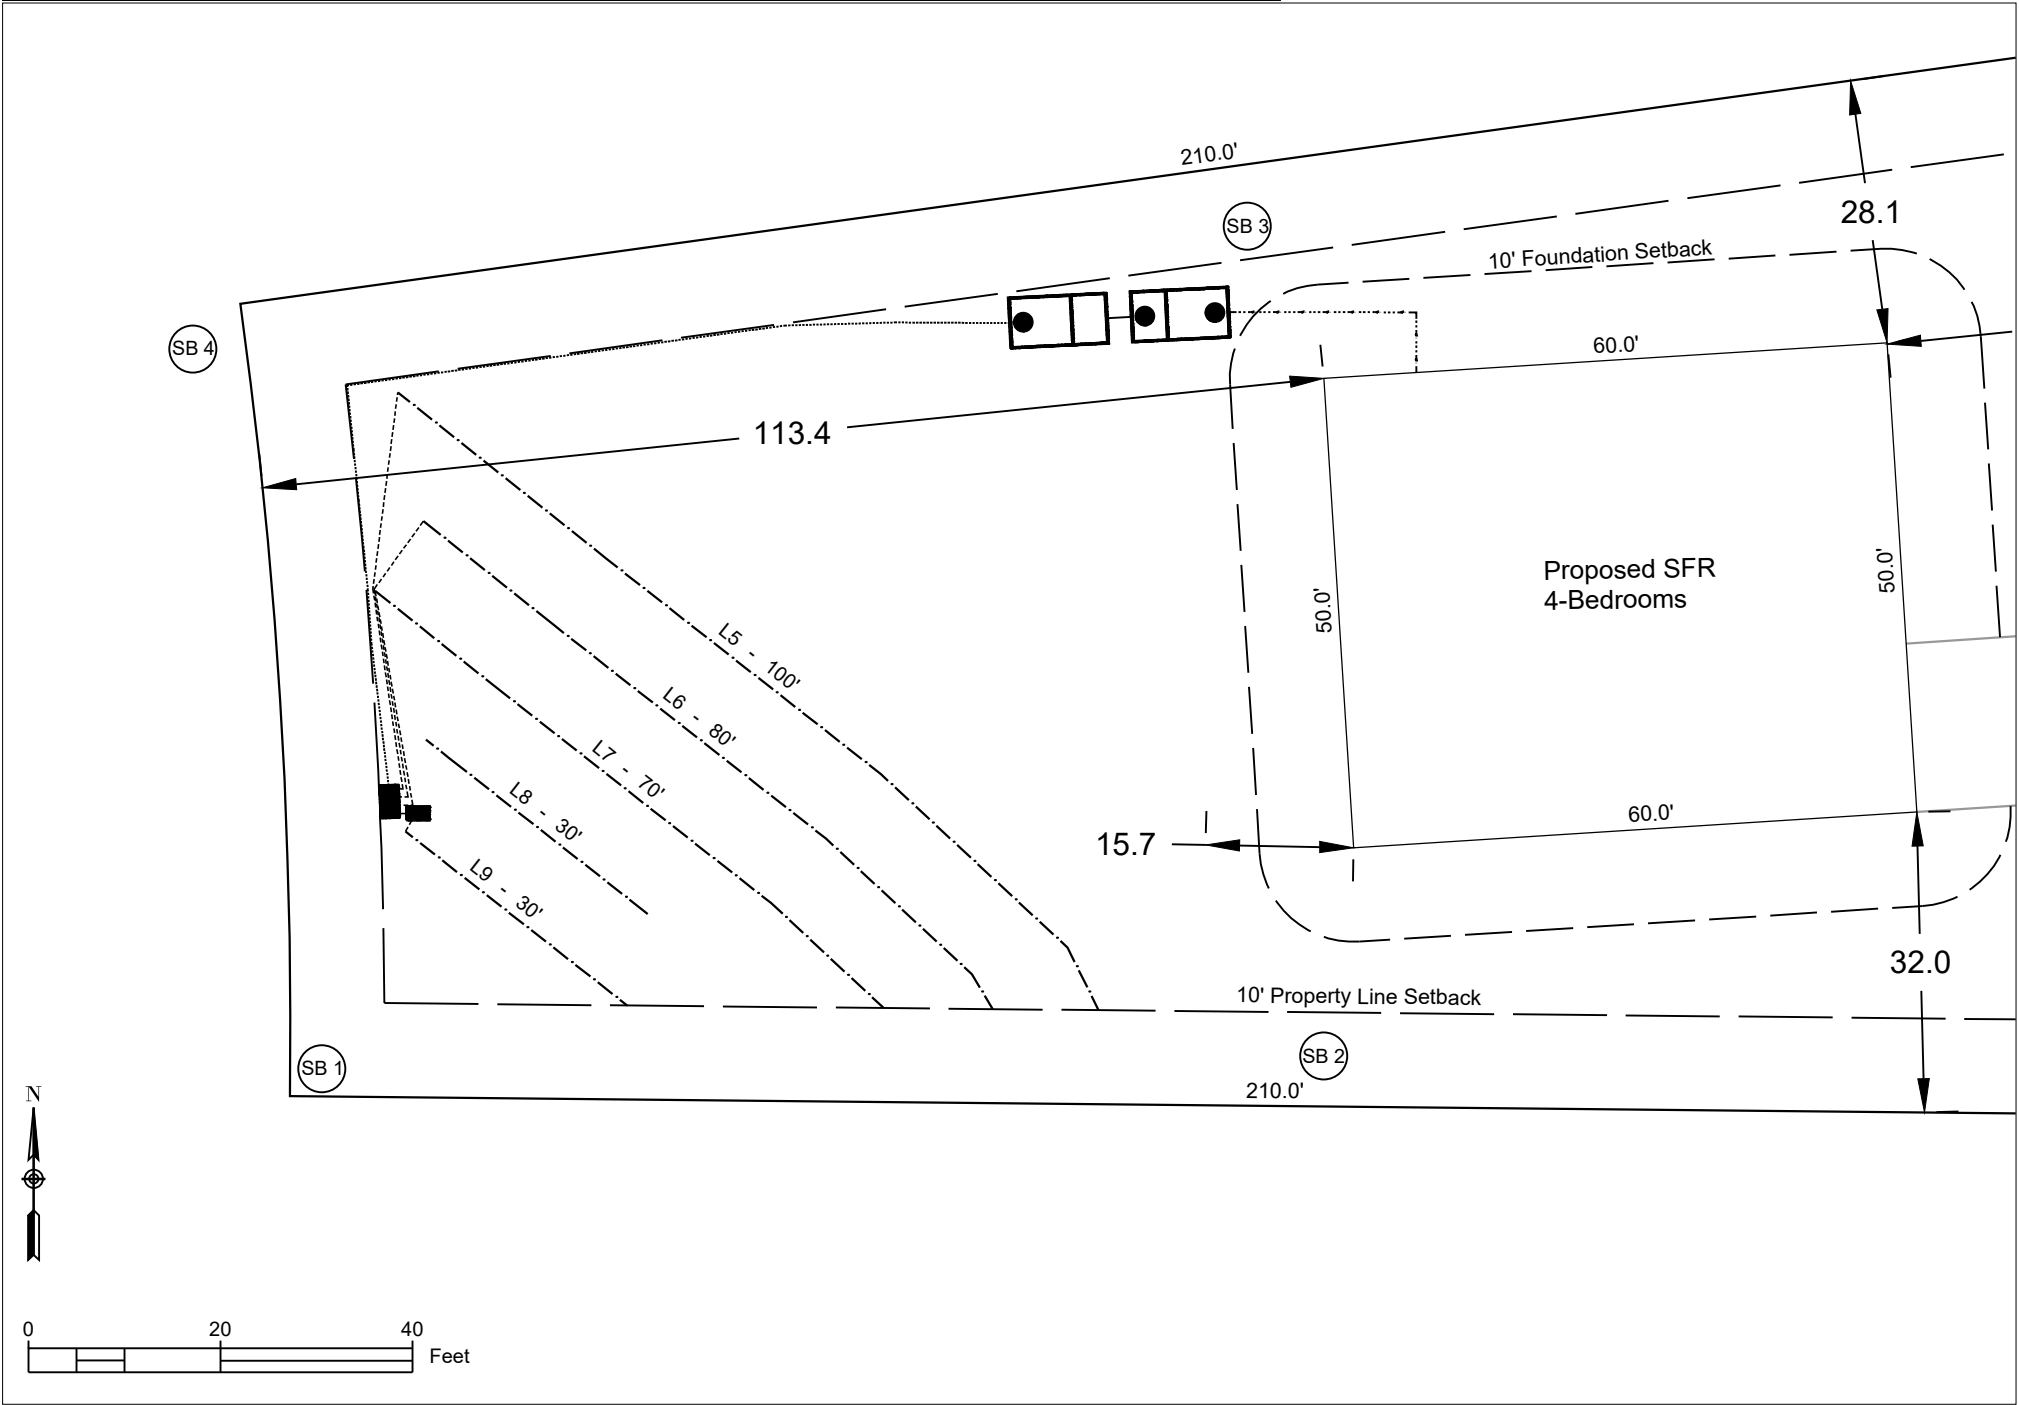 210.0'
28.1
SB 3
10' Foundation Setback
SB 4
60.0'
113.4
Proposed SFR
4-Bedrooms
50.0'
50.0'
L5 - 100'
L6 - 80'
L7 - 70'
L8 - 30'
L9 - 30'
60.0'
15.7
32.0
10' Property Line Setback
SB 1
SB 2
210.0'
N
0 20 40
Feet